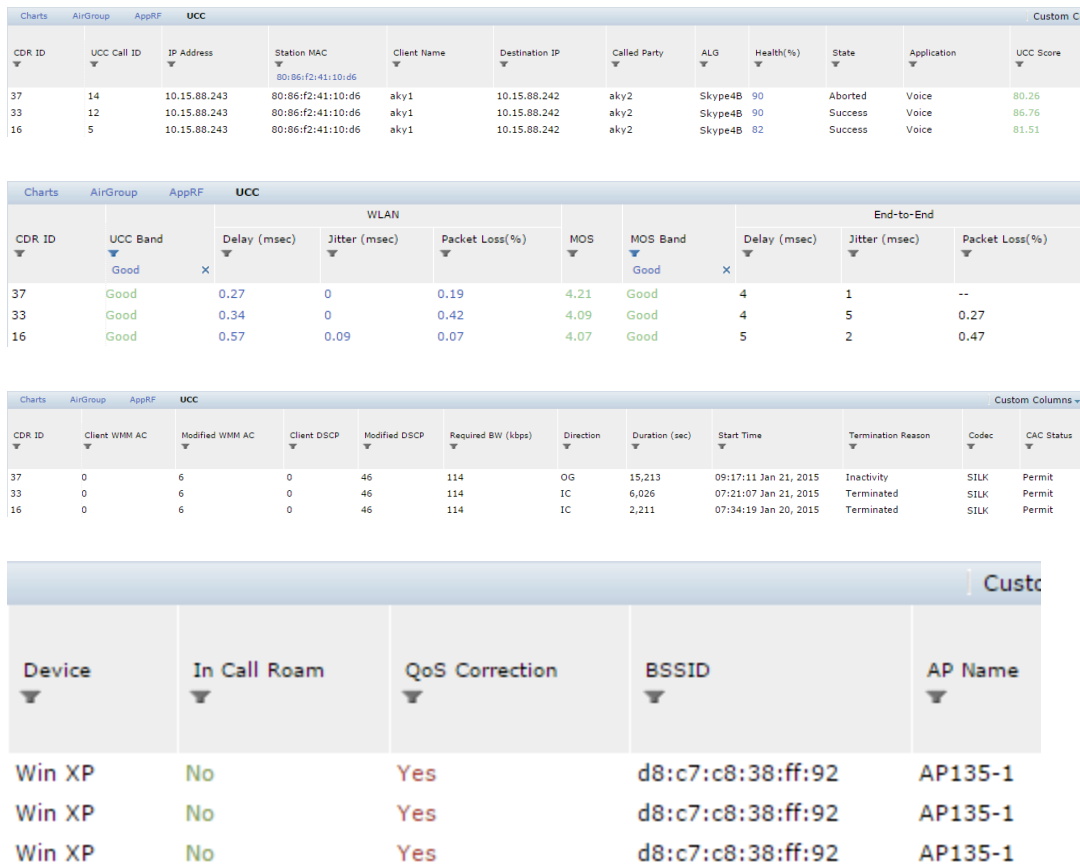 Charts AirGroup AppRF UCC Custom C
CDR ID UCC Call ID IP Address Station MAC Client Name Destination IP Called Party ALG Health(%) State Application UCC Score
80:86:f2:41:10:d6
37 14 10.15.88.243 80:86:f2:41:10:d6 aky1 10.15.88.242 aky2 Skype4B 90 Aborted Voice 80.26
33 12 10.15.88.243 80:86:f2:41:10:d6 aky1 10.15.88.242 aky2 Skype4B 90 Success Voice 86.76
16 5 10.15.88.243 80:86:f2:41:10:d6 aky1 10.15.88.242 aky2 Skype4B 82 Success Voice 81.51
Charts AirGroup AppRF UCC
WLAN End-to-End
CDR ID UCC Band Delay (msec) Jitter (msec) Packet Loss(%) MOS MOS Band Delay (msec) Jitter (msec) Packet Loss(%)
Good × Good ×
37 Good 0.27 0 0.19 4.21 Good 4 1 --
33 Good 0.34 0 0.42 4.09 Good 4 5 0.27
16 Good 0.57 0.09 0.07 4.07 Good 5 2 0.47
Charts AirGroup AppRF UCC Custom Columns
CDR ID Client WMM AC Modified WMM AC Client DSCP Modified DSCP Required BW (kbps) Direction Duration (sec) Start Time Termination Reason Codec CAC Status
37 0 6 0 46 114 OG 15,213 09:17:11 Jan 21, 2015 Inactivity SILK Permit
33 0 6 0 46 114 IC 6,026 07:21:07 Jan 21, 2015 Terminated SILK Permit
16 0 6 0 46 114 IC 2,211 07:34:19 Jan 20, 2015 Terminated SILK Permit
Custo
Device In Call Roam QoS Correction BSSID AP Name
Win XP No Yes d8:c7:c8:38:ff:92 AP135-1
Win XP No Yes d8:c7:c8:38:ff:92 AP135-1
Win XP No Yes d8:c7:c8:38:ff:92 AP135-1